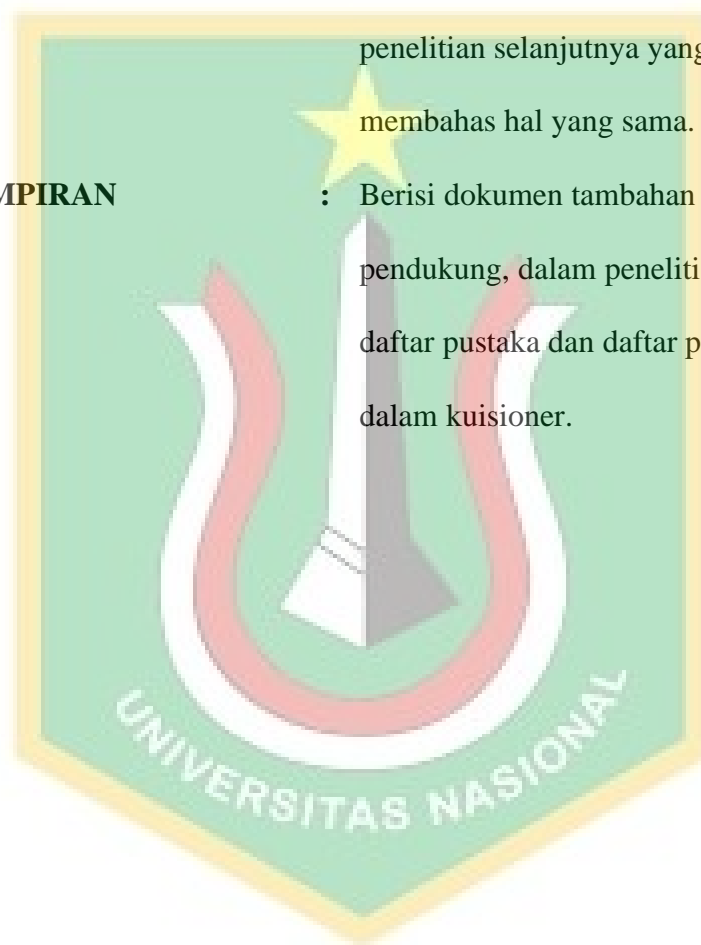 penelitian selanjutnya yang
membahas hal yang sama.
MPIRAN : Berisi dokumen tambahan
pendukung, dalam peneliti
daftar pustaka dan daftar p
dalam kuisioner.
UNIVERSITAS NASIONAL